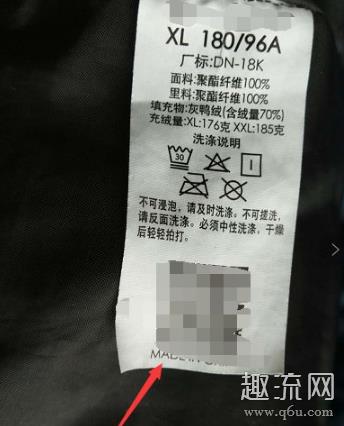 XL 180/96A
厂标:DN-18K
面料:聚酯纤维100%
里料:聚酯纤维100%
填充物:灰鸭绒(含绒量70%)
充绒量:XL:176克 XXL:185克
洗涤说明
30
不可浸泡，请及时洗涤、不可搓洗，
请反面洗涤。必须中性洗涤、干燥
后轻轻拍打。
MADE IN
趣流网
www.q6u.com